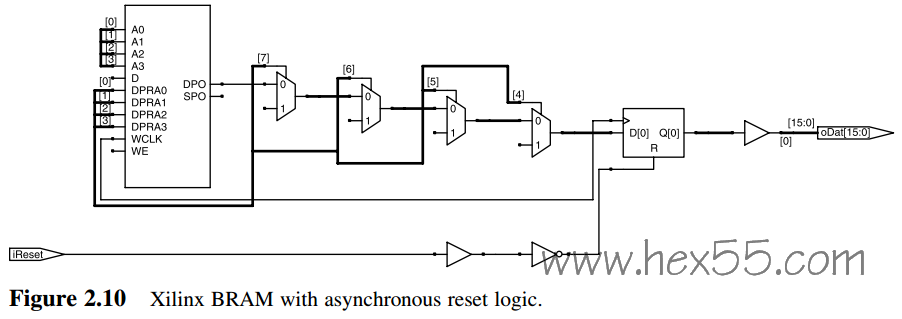 [0]
[1]
[2]
[3]
A0
A1
A2
A3
D
[0]
[1]
[2]
[3]
DPRA0
DPRA1
DPRA2
DPRA3
WCLK
WE
DPO
SPO
[7]
0
1
[6]
0
1
[5]
0
1
[4]
0
1
D[0] Q[0]
R
[15:0]
oDat[15:0]
[0]
iReset
www.hex55.com
Figure 2.10 Xilinx BRAM with asynchronous reset logic.